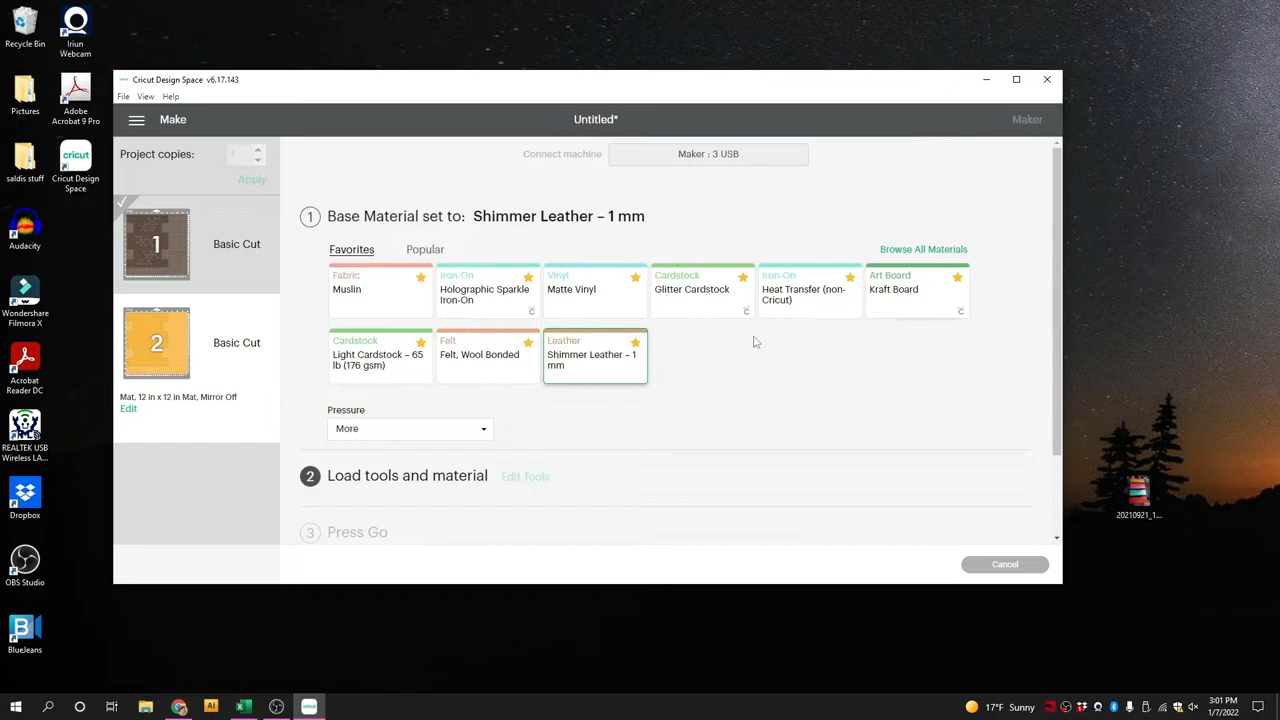 Recycle Bin
Iriun
Webcam
Pictures
Adobe
Acrobat 9 Pro
saldis stuff
Cricut Design
Space
Audacity
Wondershare
Filmora X
Acrobat
Reader DC
REALTEK USB
Wireless LA...
Dropbox
OBS Studio
BlueJeans
Cricut Design Space v6.17.143
File View Help
Make
Untitled*
Maker
Project copies:
1
Apply
1
Basic Cut
2
Basic Cut
Mat, 12 in x 12 in Mat, Mirror Off
Edit
Connect machine
Maker : 3 USB
1 Base Material set to: Shimmer Leather – 1 mm
Favorites
Popular
Browse All Materials
Fabric
Muslin
Iron-On
Holographic Sparkle
Iron-On
Vinyl
Matte Vinyl
Cardstock
Glitter Cardstock
Iron-On
Heat Transfer (non-
Cricut)
Art Board
Kraft Board
Cardstock
Light Cardstock – 65
lb (176 gsm)
Felt
Felt, Wool Bonded
Leather
Shimmer Leather – 1
mm
Pressure
More
2 Load tools and material Edit Tools
3 Press Go
Cancel
20210921_1...
cricut
Ai
17°F Sunny
3:01 PM
1/7/2022